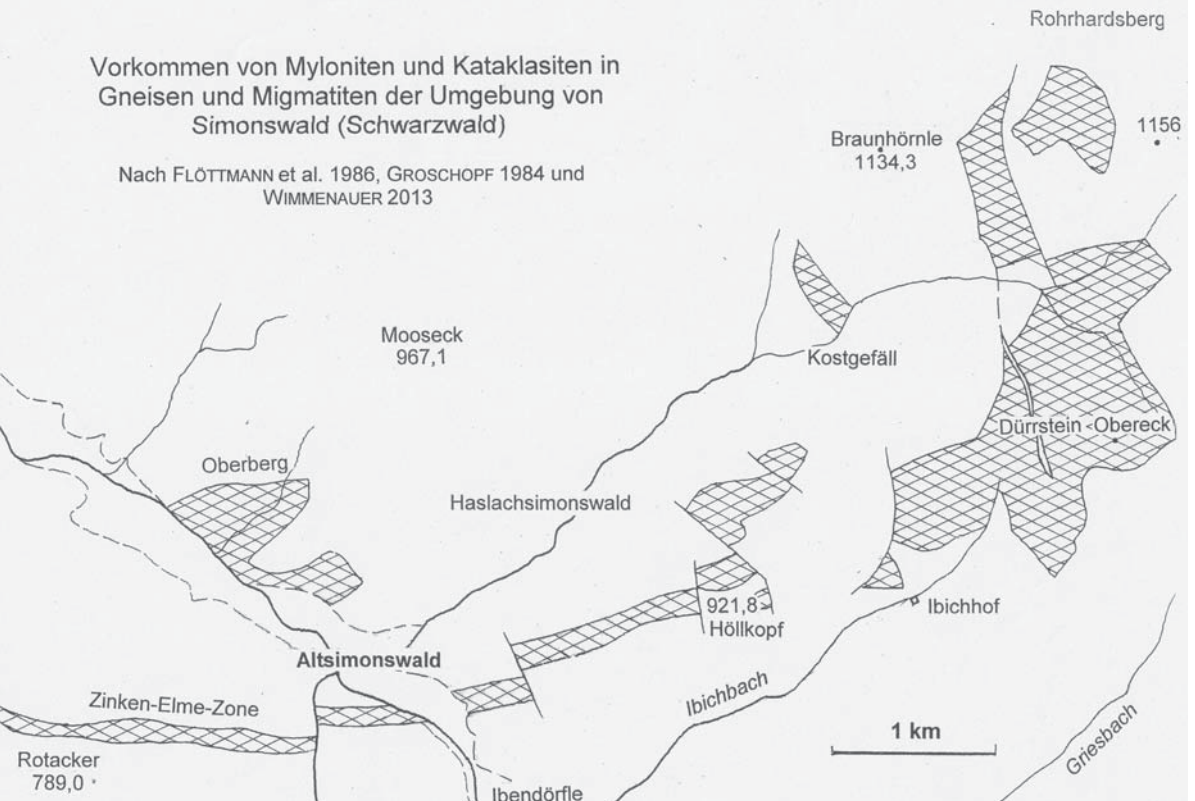 Vorkommen von Myloniten und Kataklasiten in
Gneisen und Migmatiten der Umgebung von
Simonswald (Schwarzwald)
Nach FLÖTTMANN et al. 1986, GROSCHOPF 1984 und
WIMMENAUER 2013
Rohrhardsberg
1156
Braunhörnle
1134,3
Mooseck
967,1
Kostgefäll
Dürrstein
Obereck
Oberberg
Haslachsimonswald
921,8
Höllkopf
Ibichhof
Altsimonswald
Ibichbach
Zinken-Elme-Zone
1 km
Griesbach
Rotacker
789,0
Ibendörfle